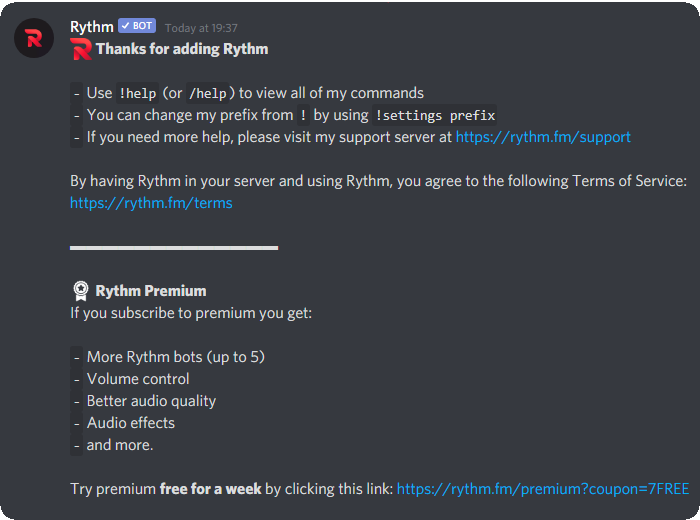 Rythm ✓ BOT Today at 19:37
Thanks for adding Rythm
- Use !help (or /help) to view all of my commands
- You can change my prefix from ! by using !settings prefix
- If you need more help, please visit my support server at https://rythm.fm/support
By having Rythm in your server and using Rythm, you agree to the following Terms of Service:
https://rythm.fm/terms
Rythm Premium
If you subscribe to premium you get:
- More Rythm bots (up to 5)
- Volume control
- Better audio quality
- Audio effects
- and more.
Try premium free for a week by clicking this link: https://rythm.fm/premium?coupon=7FREE